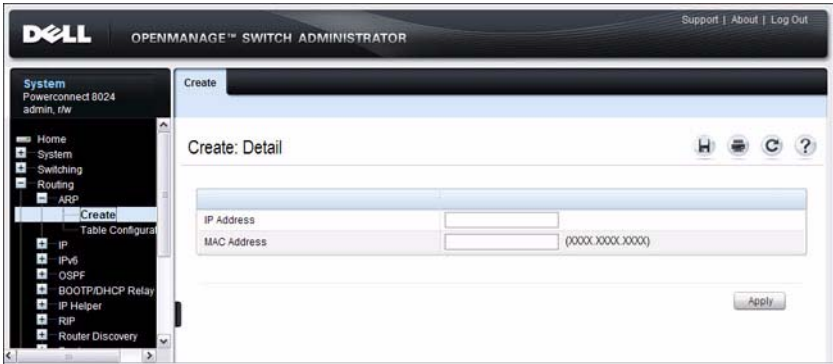 Support | About | Log Out
DELL
OPENMANAGE™ SWITCH ADMINISTRATOR
System
Powerconnect 8024
admin, r/w
Create
Home
System
Switching
Routing
ARP
Create
Table Configurat
IP
IPv6
OSPF
BOOTP/DHCP Relay
IP Helper
RIP
Router Discovery
Create: Detail
IP Address
MAC Address (XXXX.XXXX.XXXX)
Apply